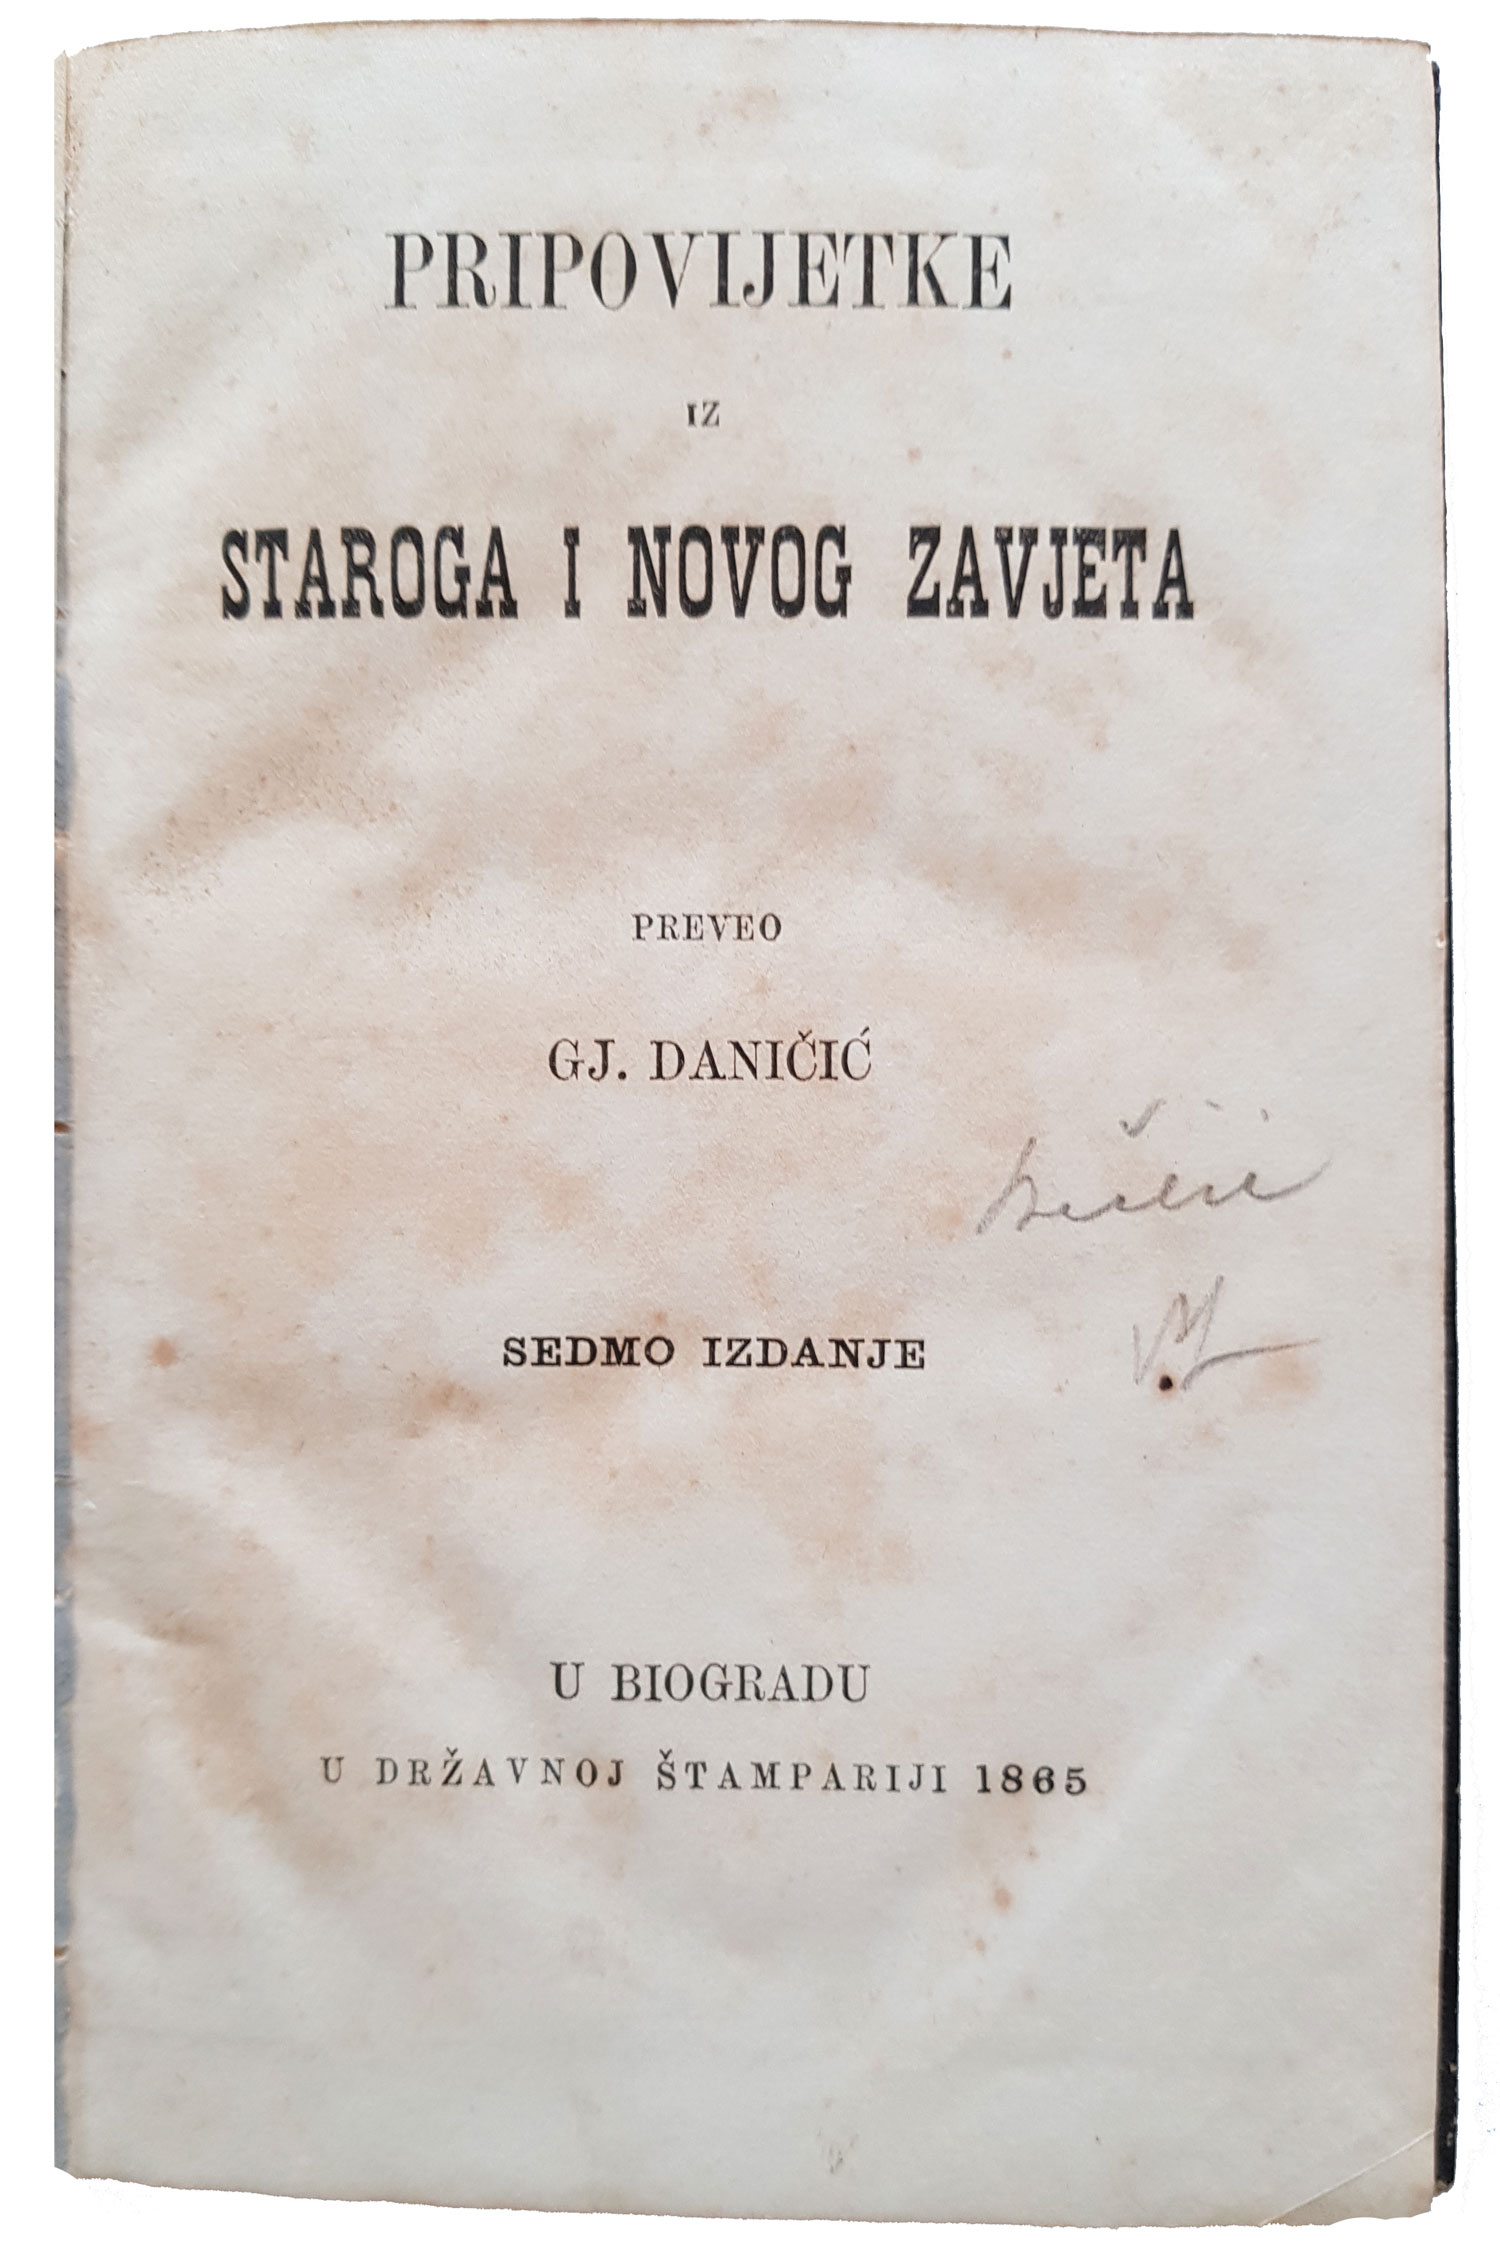 PRIPOVIJETKE
IZ
STAROGA I NOVOG ZAVJETA
PREVEO
GJ. DANIČIĆ
SEDMO IZDANJE
U BIOGRADU
U DRŽAVNOJ ŠTAMPARIJI 1865